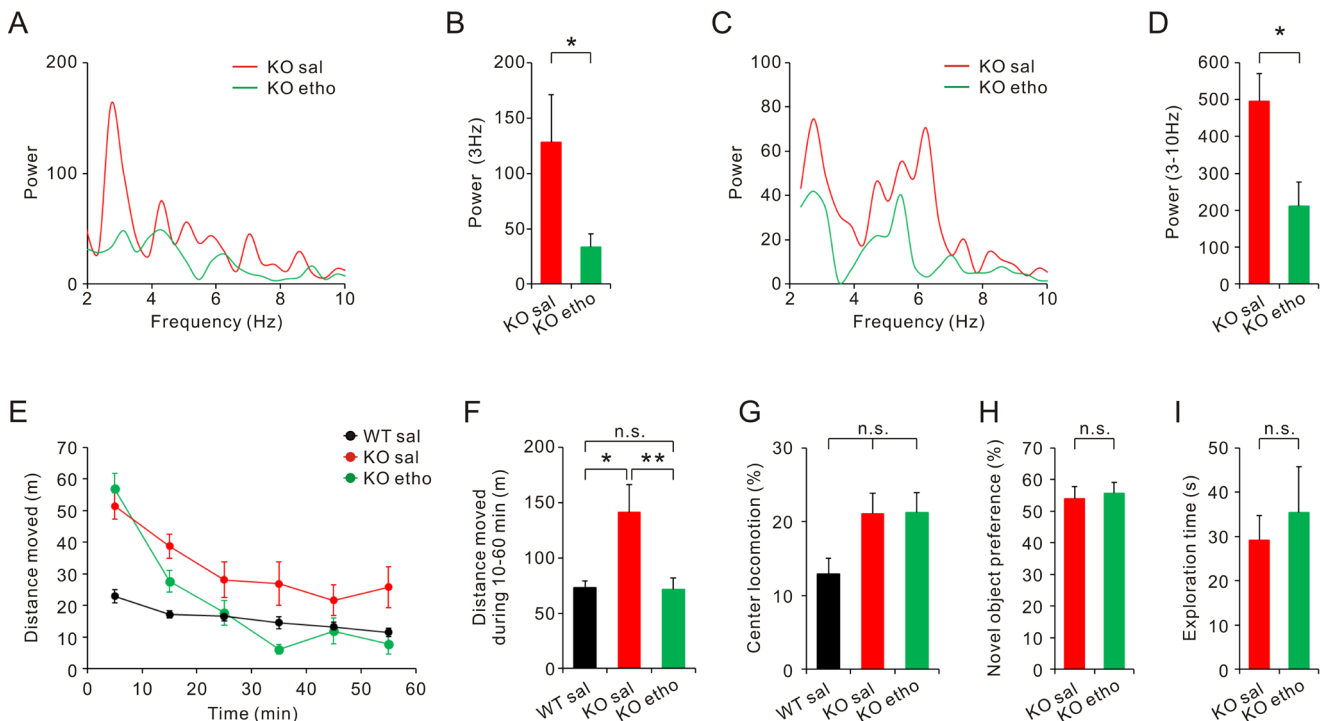 A
KO sal
KO etho
200
100
0
Power
2 4 6 8 10
Frequency (Hz)
B
*
200
150
100
50
0
Power (3Hz)
KO sal
KO etho
C
KO sal
KO etho
100
80
60
40
20
0
Power
2 4 6 8 10
Frequency (Hz)
D
*
600
500
400
300
200
100
0
Power (3-10Hz)
KO sal
KO etho
E
WT sal
KO sal
KO etho
70
60
50
40
30
20
10
0
Distance moved (m)
0 10 20 30 40 50 60
Time (min)
F
n.s.
* **
200
150
100
50
0
Distance moved
during 10-60 min (m)
WT sal
KO sal
KO etho
G
n.s.
30
20
10
0
Center locomotion (%)
WT sal
KO sal
KO etho
H
n.s.
70
60
50
40
30
20
10
0
Novel object preference (%)
KO sal
KO etho
I
n.s.
50
40
30
20
10
0
Exploration time (s)
KO sal
KO etho